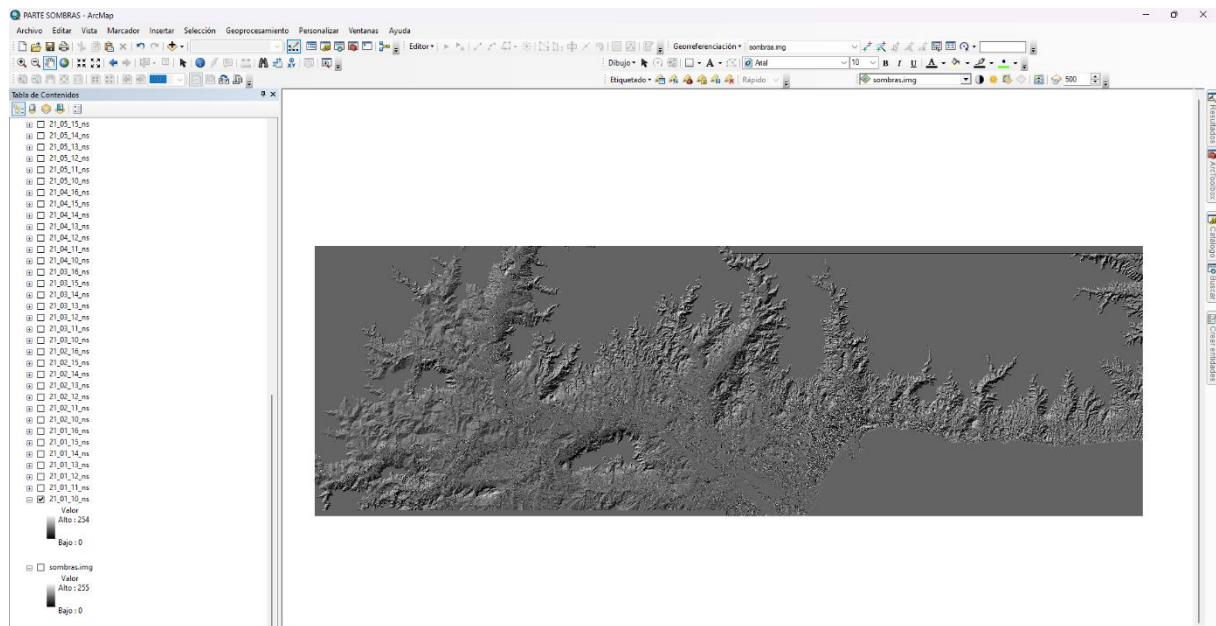 PARTE SOMBRAS - ArcMap
Archivo Editar Vista Marcador Insertar Selección Geoprocesamiento Personalizar Ventanas Ayuda
Editor Georreferenciación sombras.img
Dibujo Arial 10 B I U A
Etiquetado Rápido sombras.img 500
Tabla de Contenidos
21_05_15_ns
21_05_14_ns
21_05_13_ns
21_05_12_ns
21_05_11_ns
21_05_10_ns
21_04_16_ns
21_04_15_ns
21_04_14_ns
21_04_13_ns
21_04_12_ns
21_04_11_ns
21_04_10_ns
21_03_16_ns
21_03_15_ns
21_03_14_ns
21_03_13_ns
21_03_12_ns
21_03_11_ns
21_03_10_ns
21_02_16_ns
21_02_15_ns
21_02_14_ns
21_02_13_ns
21_02_12_ns
21_02_11_ns
21_02_10_ns
21_01_16_ns
21_01_15_ns
21_01_14_ns
21_01_13_ns
21_01_12_ns
21_01_11_ns
21_01_10_ns
Valor
Alto : 254
Bajo : 0
sombras.img
Valor
Alto : 255
Bajo : 0
Resultados
ArcToolbox
Catálogo
Buscar
Crear entidades